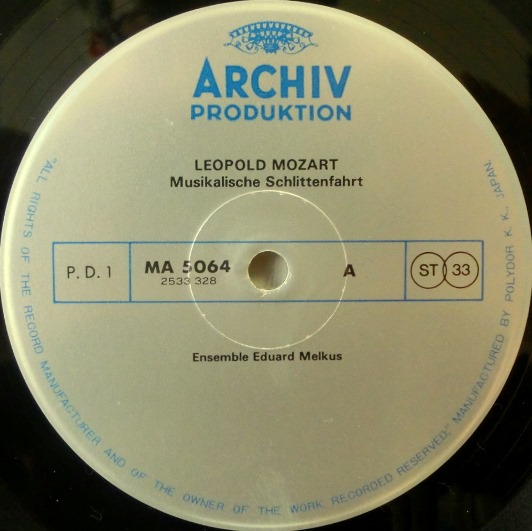 ARCHIV
PRODUKTION
LEOPOLD MOZART
Musikalische Schlittenfahrt
P. D. 1
MA 5064
2533 328
A
ST 33
Ensemble Eduard Melkus
"ALL RIGHTS OF THE RECORD MANUFACTURER AND OF THE OWNER OF THE WORK RECORDED RESERVED," MANUFACTURED BY POLYDOR K. K., JAPAN